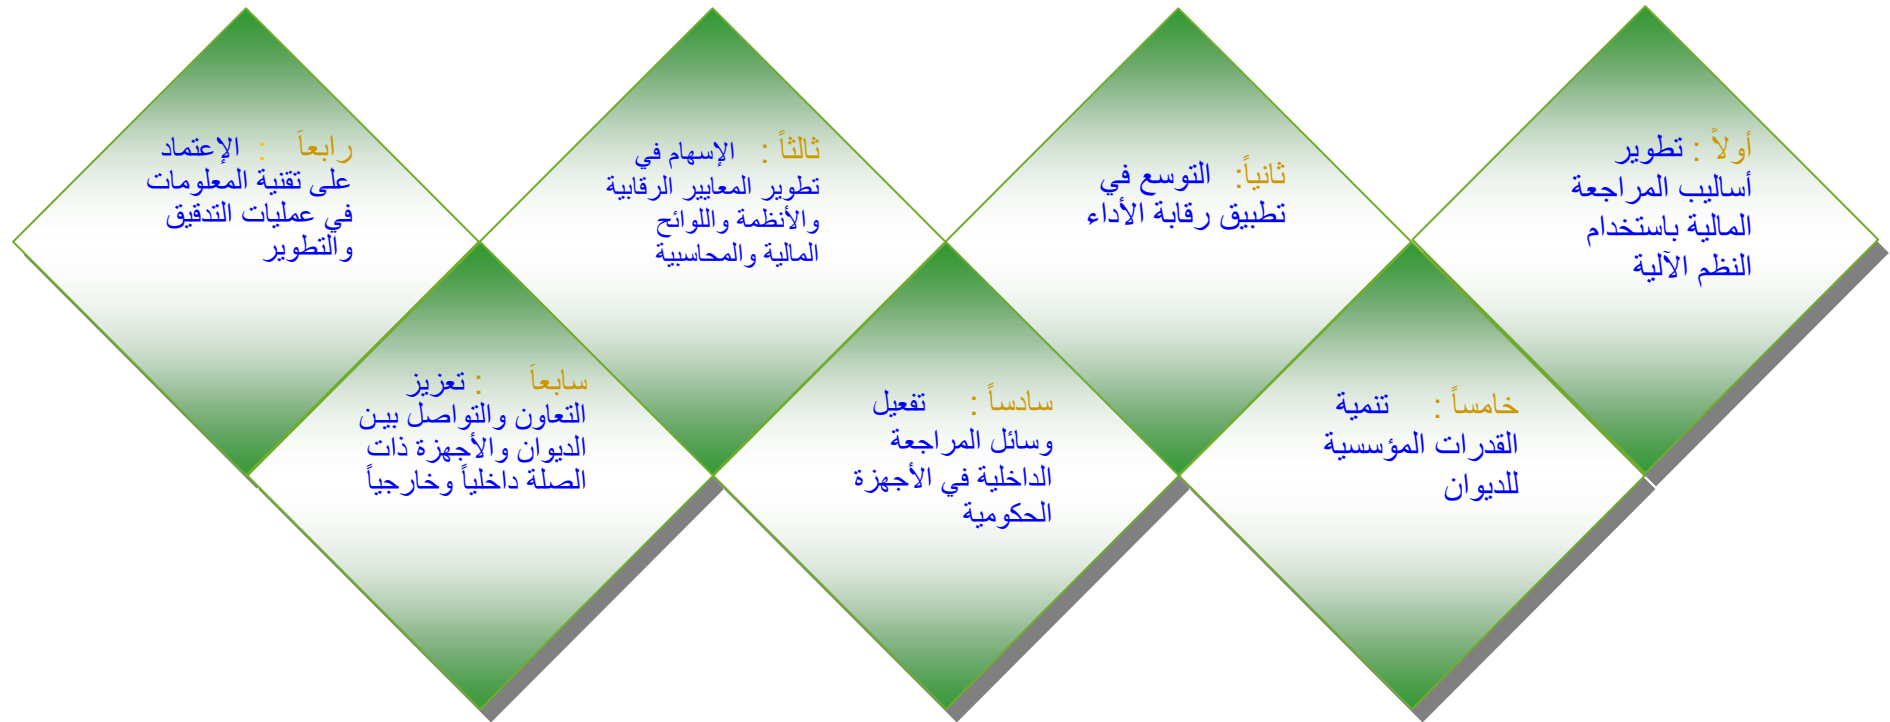 أولاً : تطوير
أساليب المراجعة
المالية باستخدام
النظم الآلية
ثانياً: التوسع في
تطبيق رقابة الأداء
ثالثاً : الإسهام في
تطوير المعايير الرقابية
والأنظمة واللوائح
المالية والمحاسبية
رابعاَ : الإعتماد
على تقنية المعلومات
في عمليات التدقيق
والتطوير
خامساً : تنمية
القدرات المؤسسية
للديوان
سادساً : تفعيل
وسائل المراجعة
الداخلية في الأجهزة
الحكومية
سابعاَ : تعزيز
التعاون والتواصل بيـن
الديوان والأجهزة ذات
الصلة داخلياً وخارجياً